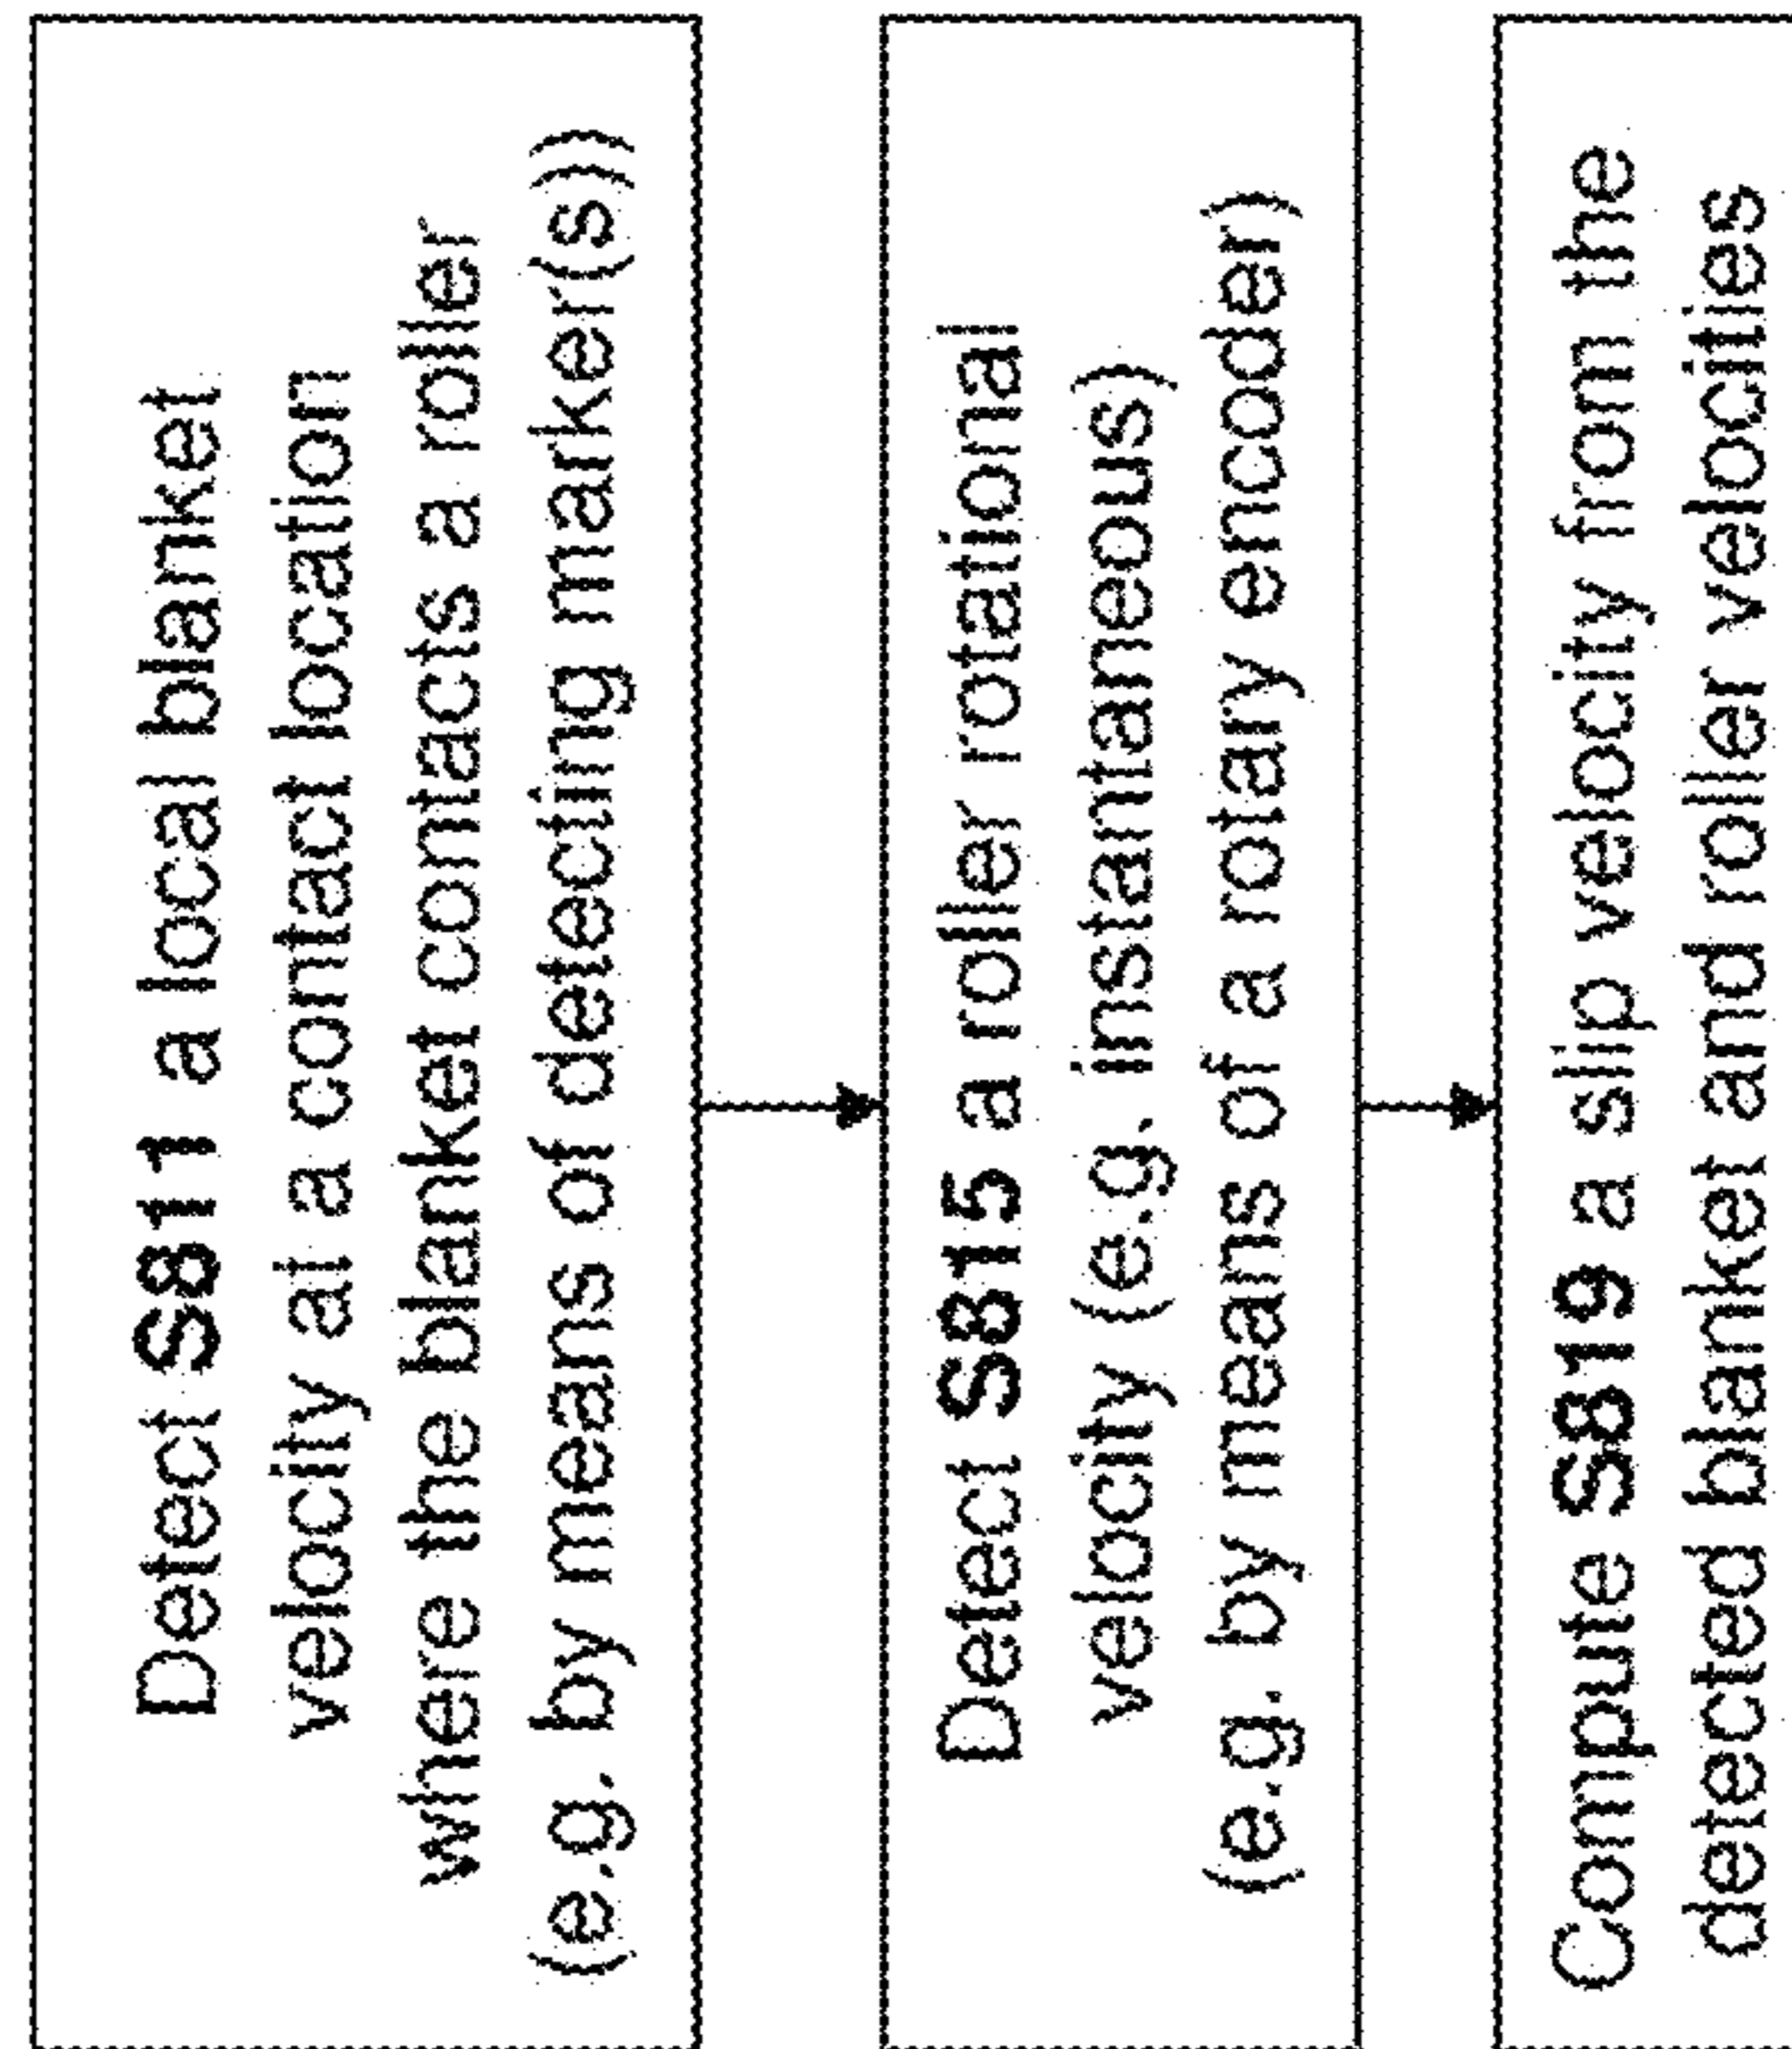 Detect S811 a local blanket
velocity at a contact location
where the blanket contacts a roller
(e.g. by means of detecting marker(s))
Detect S815 a roller rotational
velocity (e.g. instantaneous)
(e.g. by means of a rotary encoder)
Compute S819 a slip velocity from the
detected blanket and roller velocities